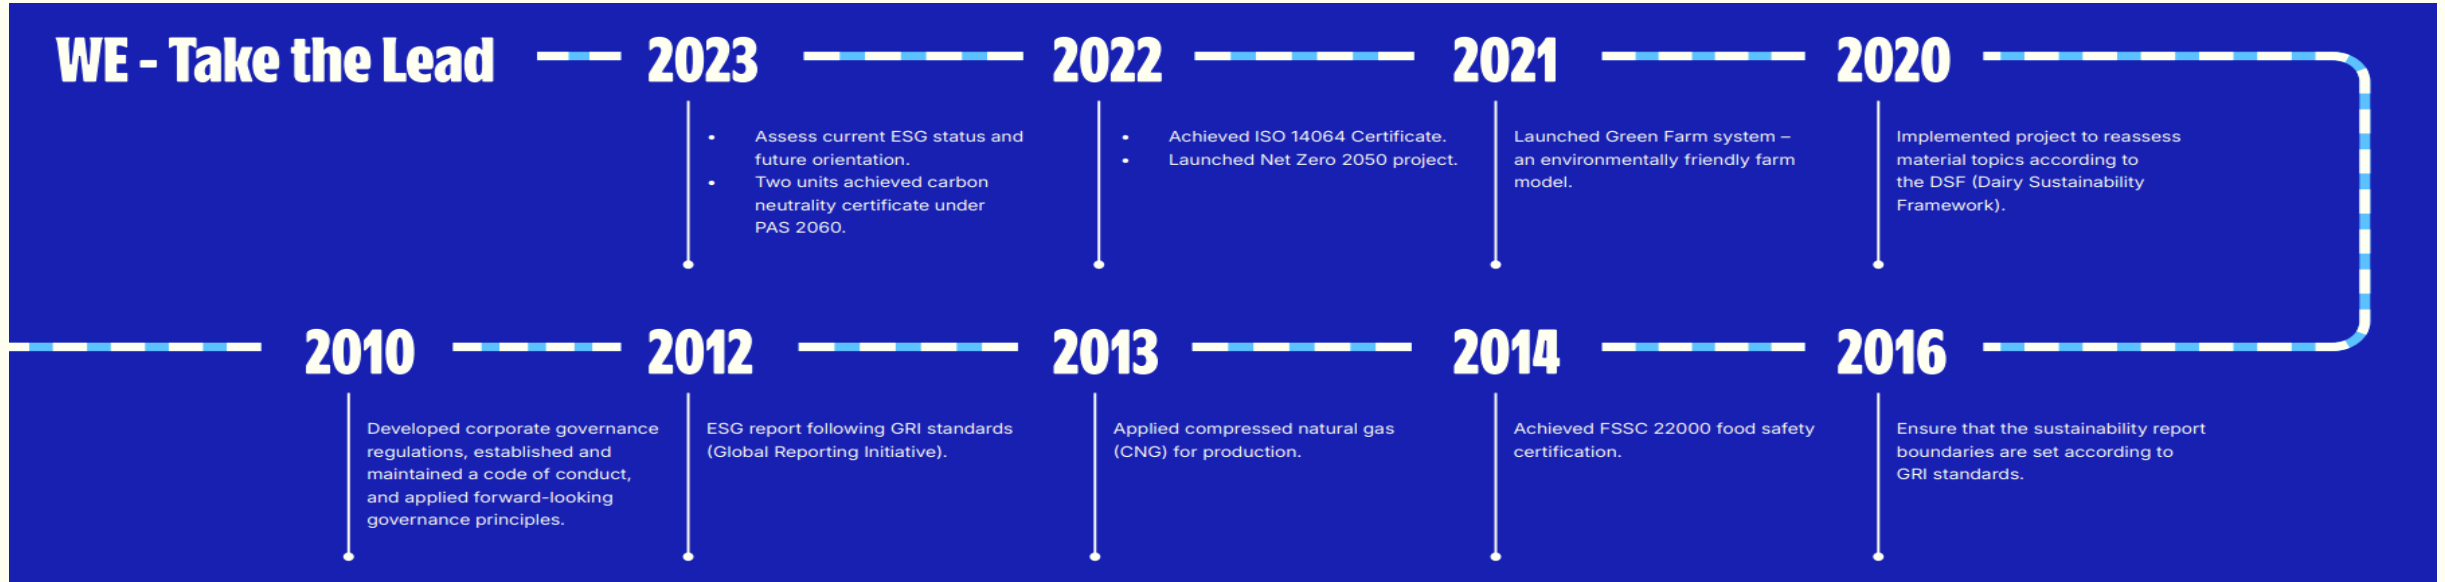 WE - Take the Lead
2023
• Assess current ESG status and
future orientation.
• Two units achieved carbon
neutrality certificate under
PAS 2060.
2022
• Achieved ISO 14064 Certificate.
• Launched Net Zero 2050 project.
2021
Launched Green Farm system –
an environmentally friendly farm
model.
2020
Implemented project to reassess
material topics according to
the DSF (Dairy Sustainability
Framework).
2010
Developed corporate governance
regulations, established and
maintained a code of conduct,
and applied forward-looking
governance principles.
2012
ESG report following GRI standards
(Global Reporting Initiative).
2013
Applied compressed natural gas
(CNG) for production.
2014
Achieved FSSC 22000 food safety
certification.
2016
Ensure that the sustainability report
boundaries are set according to
GRI standards.